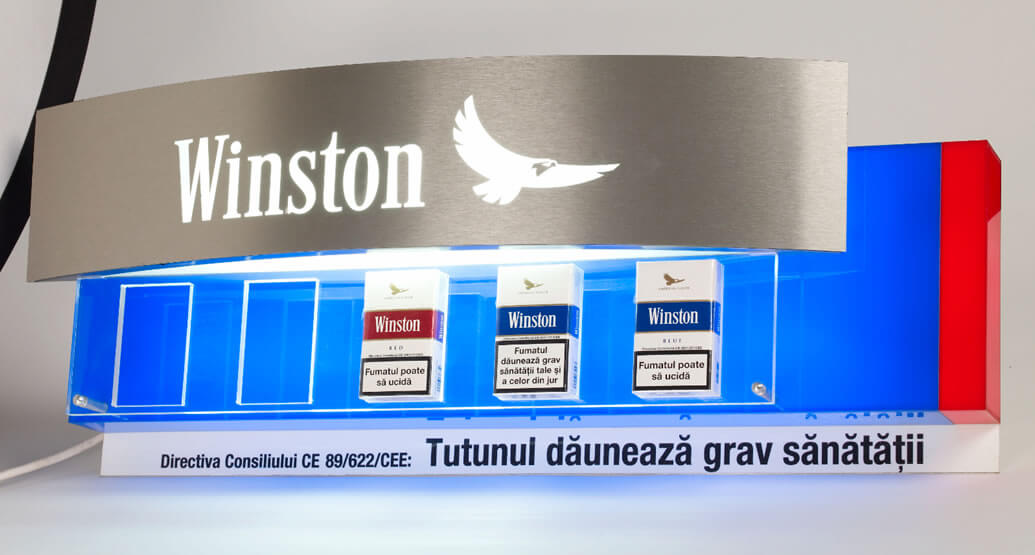 Winston
Winston
RED
Fumatul poate
să ucidă
Winston
Fumatul
dăunează grav
sănătății tale și
a celor din jur
Winston
BLUE
Fumatul poate
să ucidă
Directiva Consiliului CE 89/622/CEE: Tutunul dăunează grav sănătății